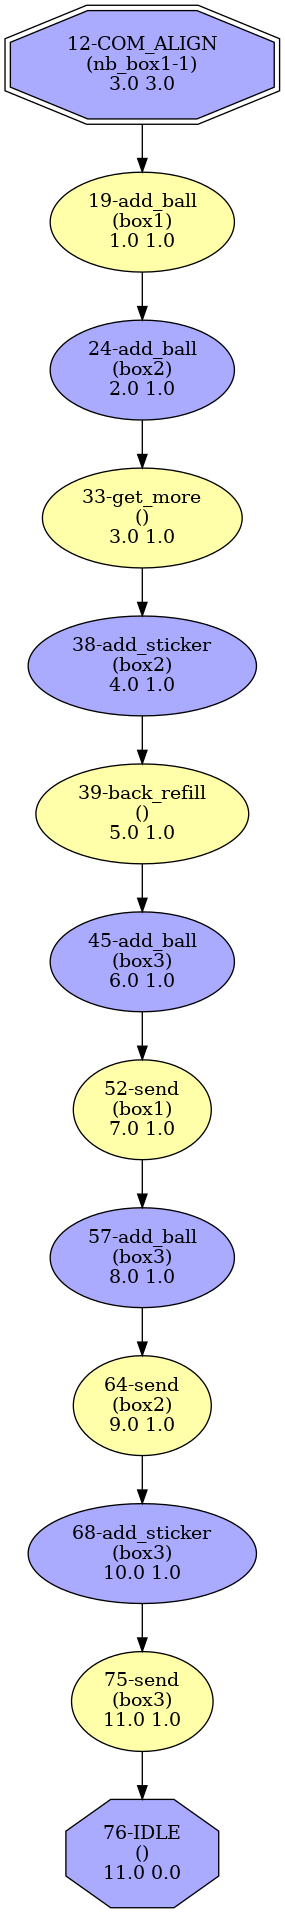 12-COM_ALIGN
(nb_box1-1)
3.0 3.0
19-add_ball
(box1)
1.0 1.0
24-add_ball
(box2)
2.0 1.0
33-get_more
()
3.0 1.0
38-add_sticker
(box2)
4.0 1.0
39-back_refill
()
5.0 1.0
45-add_ball
(box3)
6.0 1.0
52-send
(box1)
7.0 1.0
57-add_ball
(box3)
8.0 1.0
64-send
(box2)
9.0 1.0
68-add_sticker
(box3)
10.0 1.0
75-send
(box3)
11.0 1.0
76-IDLE
()
11.0 0.0